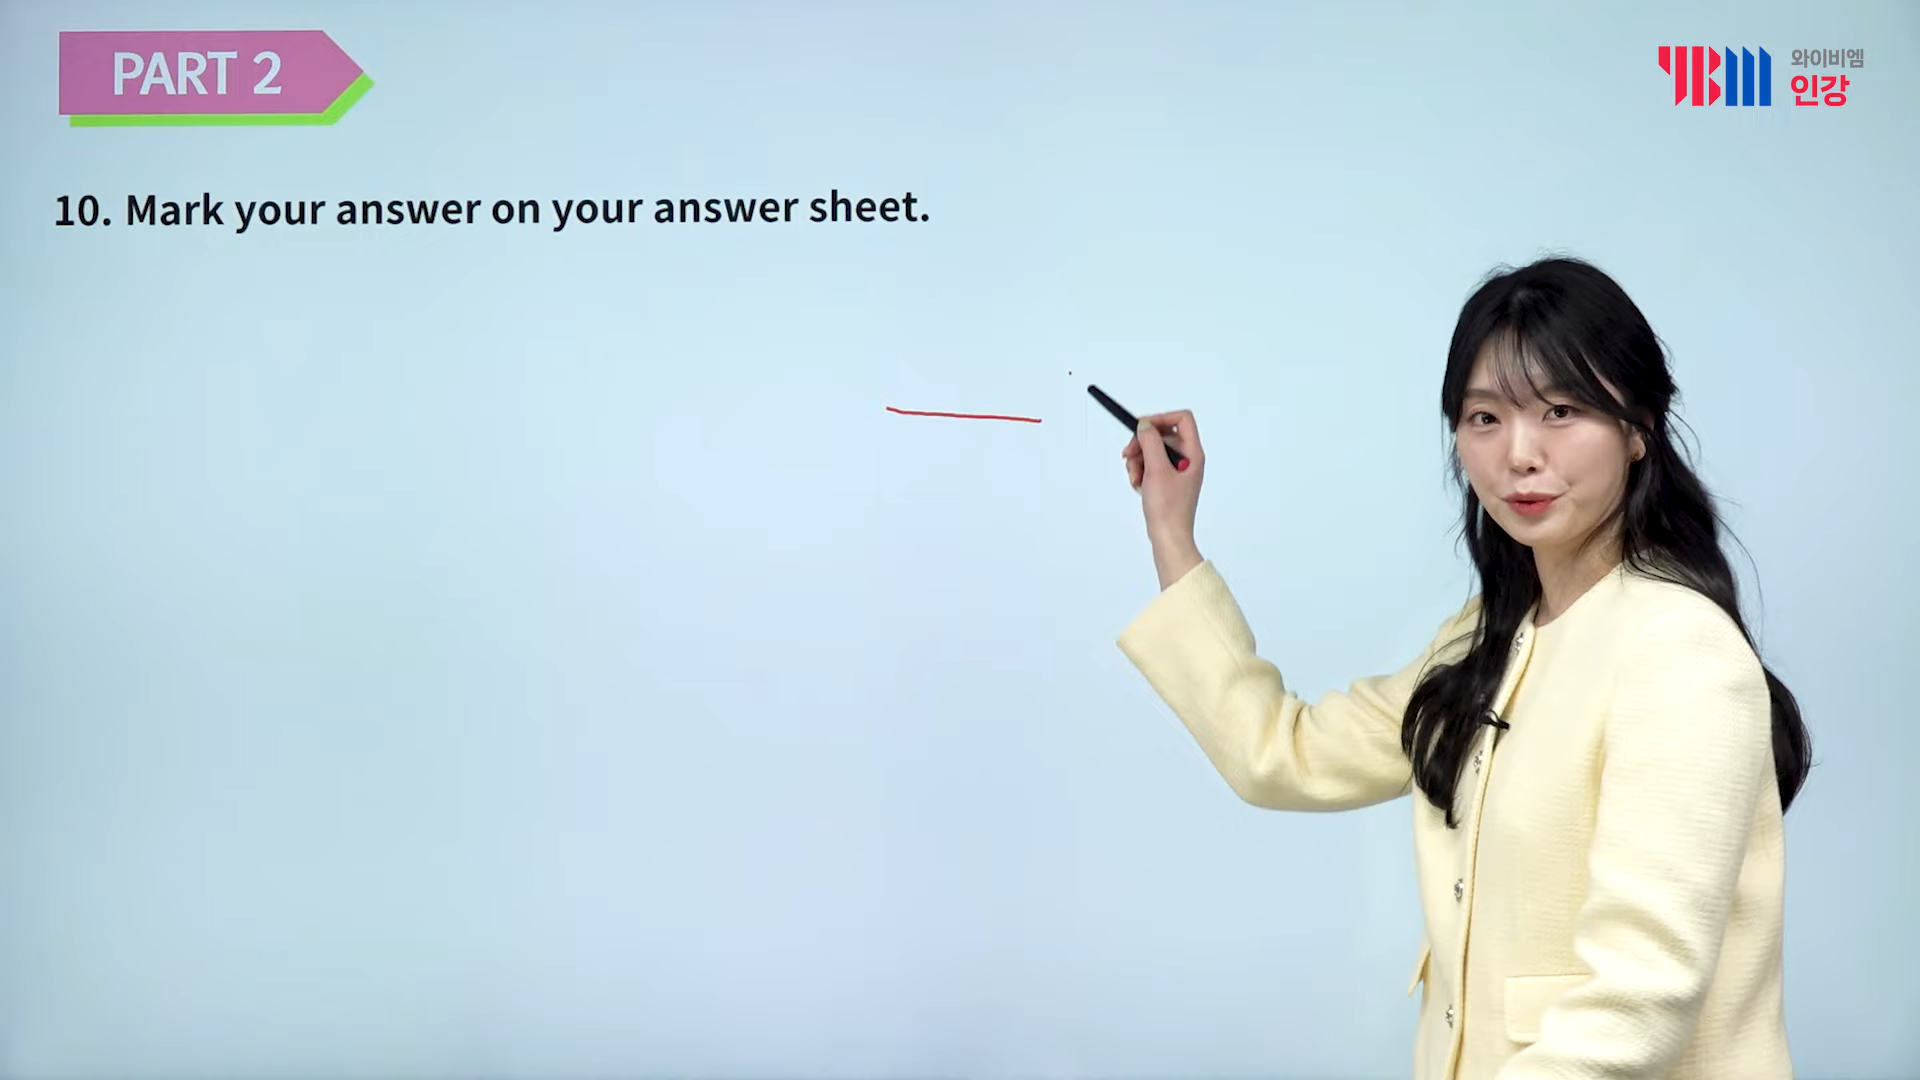 PART 2
YBM 와이비엠
인강
10. Mark your answer on your answer sheet.